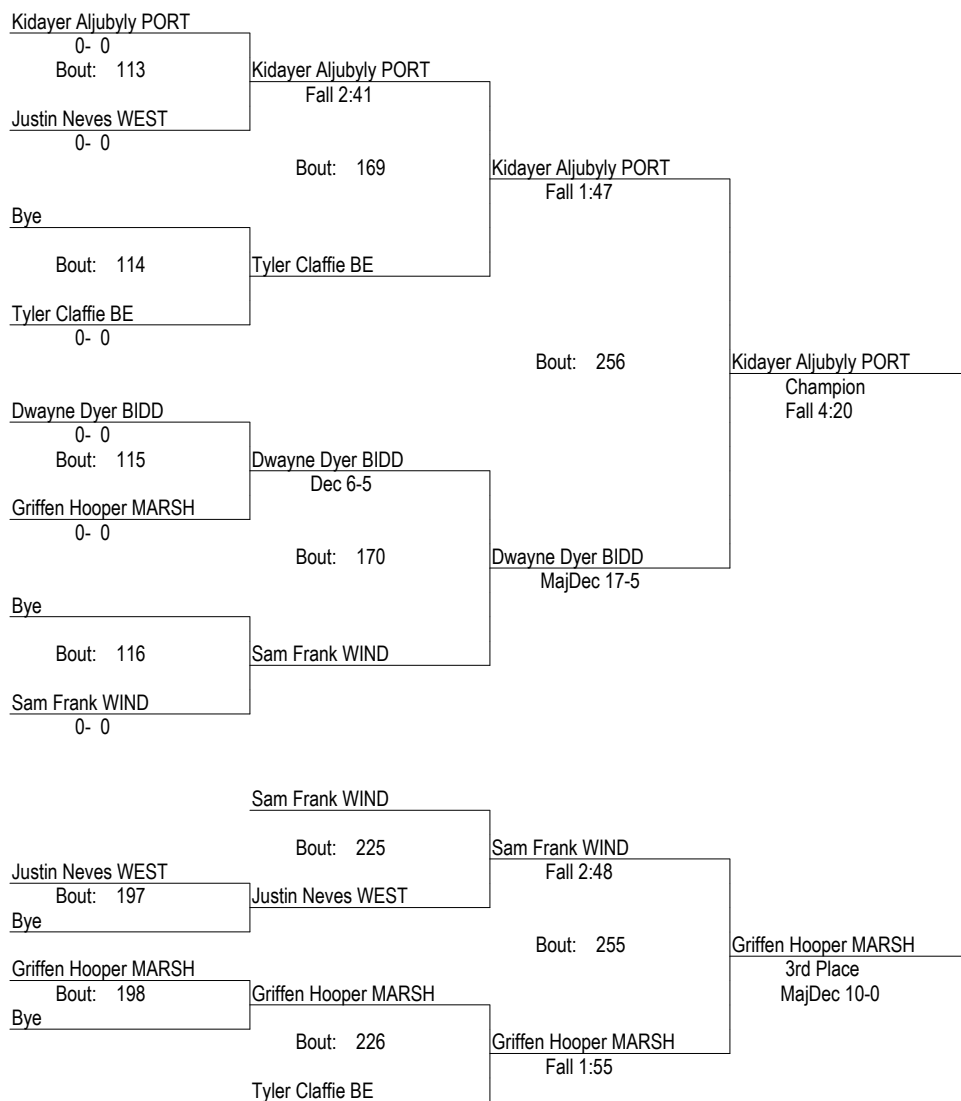 Kidayer Aljubyly PORT
0- 0
Bout: 113
Kidayer Aljubyly PORT
Fall 2:41
Justin Neves WEST
0- 0
Bout: 169
Kidayer Aljubyly PORT
Fall 1:47
Bye
Bout: 114
Tyler Claffie BE
Tyler Claffie BE
0- 0
Bout: 256
Kidayer Aljubyly PORT
Champion
Fall 4:20
Dwayne Dyer BIDD
0- 0
Bout: 115
Dwayne Dyer BIDD
Dec 6-5
Griffen Hooper MARSH
0- 0
Bout: 170
Dwayne Dyer BIDD
MajDec 17-5
Bye
Bout: 116
Sam Frank WIND
Sam Frank WIND
0- 0
Sam Frank WIND
Bout: 225
Sam Frank WIND
Fall 2:48
Justin Neves WEST
Bout: 197
Justin Neves WEST
Bye
Bout: 255
Griffen Hooper MARSH
3rd Place
MajDec 10-0
Griffen Hooper MARSH
Bout: 198
Griffen Hooper MARSH
Bye
Bout: 226
Griffen Hooper MARSH
Fall 1:55
Tyler Claffie BE